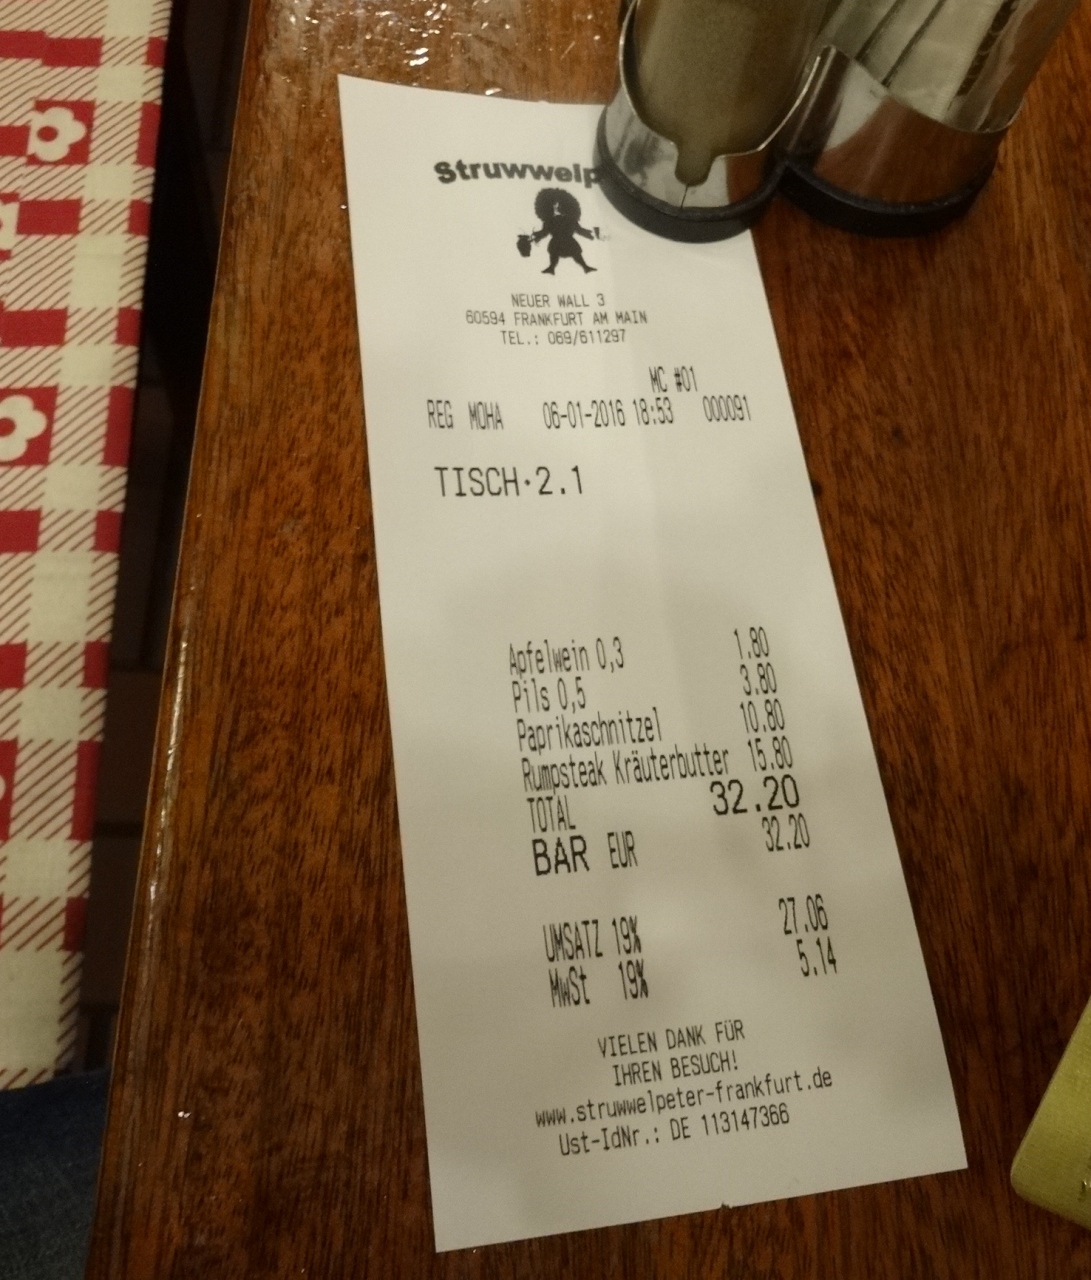 Struwwelp
NEUER WALL 3
60594 FRANKFURT AM MAIN
TEL.: 069/611297
MC #01
REG MOHA 06-01-2016 18:53 000091
TISCH·2.1
Apfelwein 0,3 1.80
Pils 0,5 3.80
Paprikaschnitzel 10.80
Rumpsteak Kräuterbutter 15.80
TOTAL 32.20
BAR EUR 32.20
UMSATZ 19% 27.06
MwSt 19% 5.14
VIELEN DANK FÜR
IHREN BESUCH!
www.struwwelpeter-frankfurt.de
Ust-IdNr.: DE 113147366